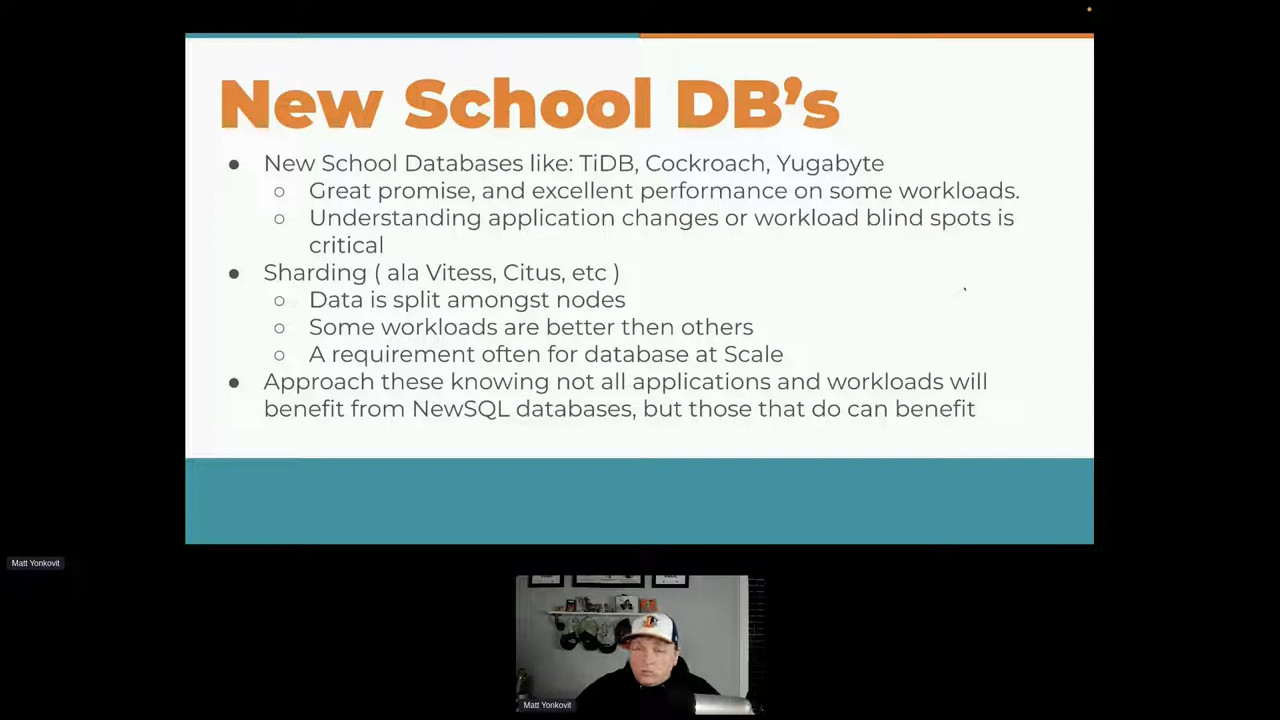 New School DB's
● New School Databases like: TiDB, Cockroach, Yugabyte
○ Great promise, and excellent performance on some workloads.
○ Understanding application changes or workload blind spots is
critical
● Sharding ( ala Vitess, Citus, etc )
○ Data is split amongst nodes
○ Some workloads are better then others
○ A requirement often for database at Scale
● Approach these knowing not all applications and workloads will
benefit from NewSQL databases, but those that do can benefit
Matt Yonkovit
Matt Yonkovit